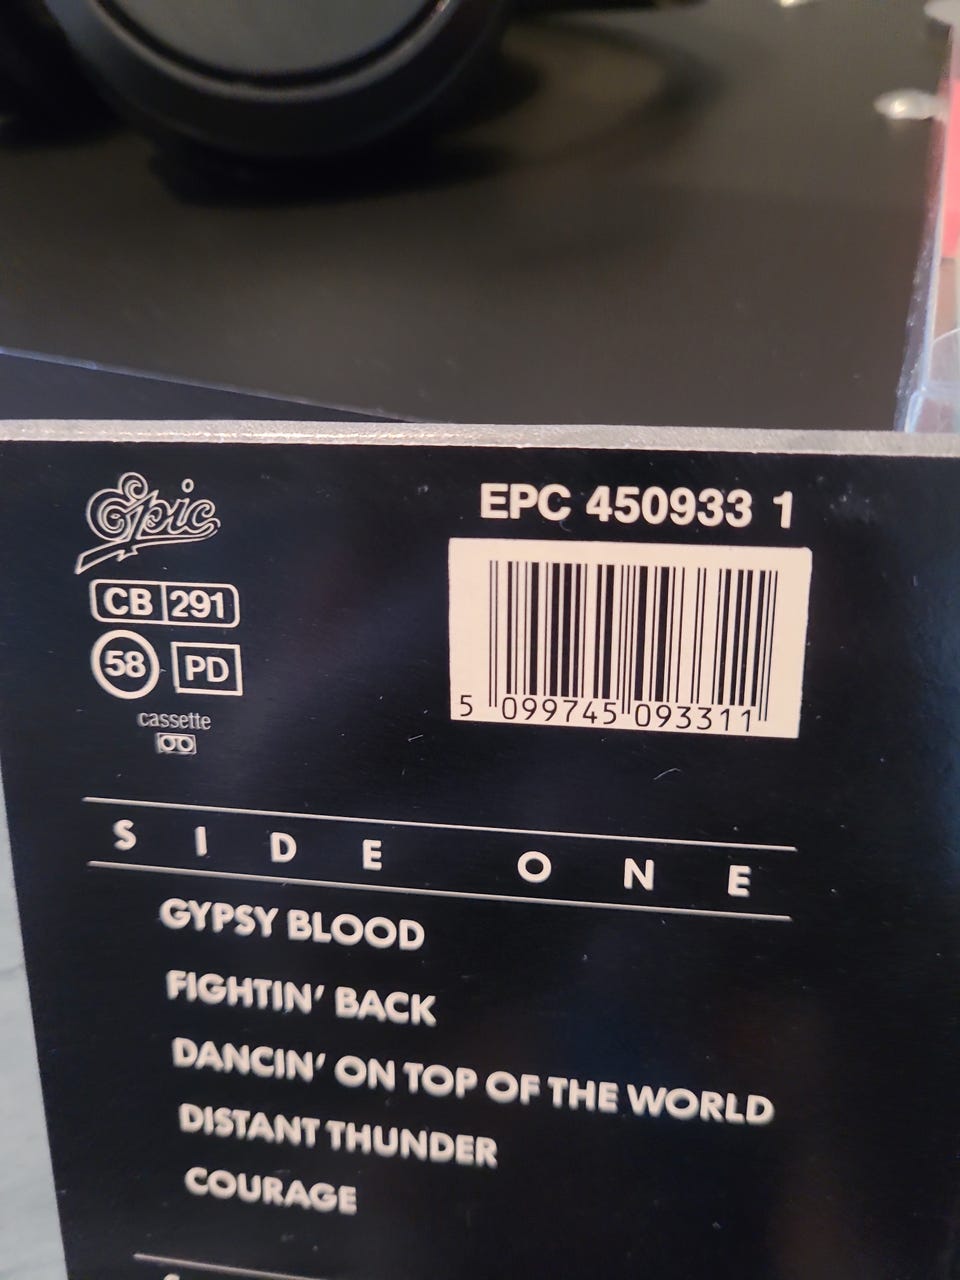 Epic
EPC 450933 1
CB 291
58 PD
cassette
5 099745 093311
SIDE ONE
GYPSY BLOOD
FIGHTIN' BACK
DANCIN' ON TOP OF THE WORLD
DISTANT THUNDER
COURAGE